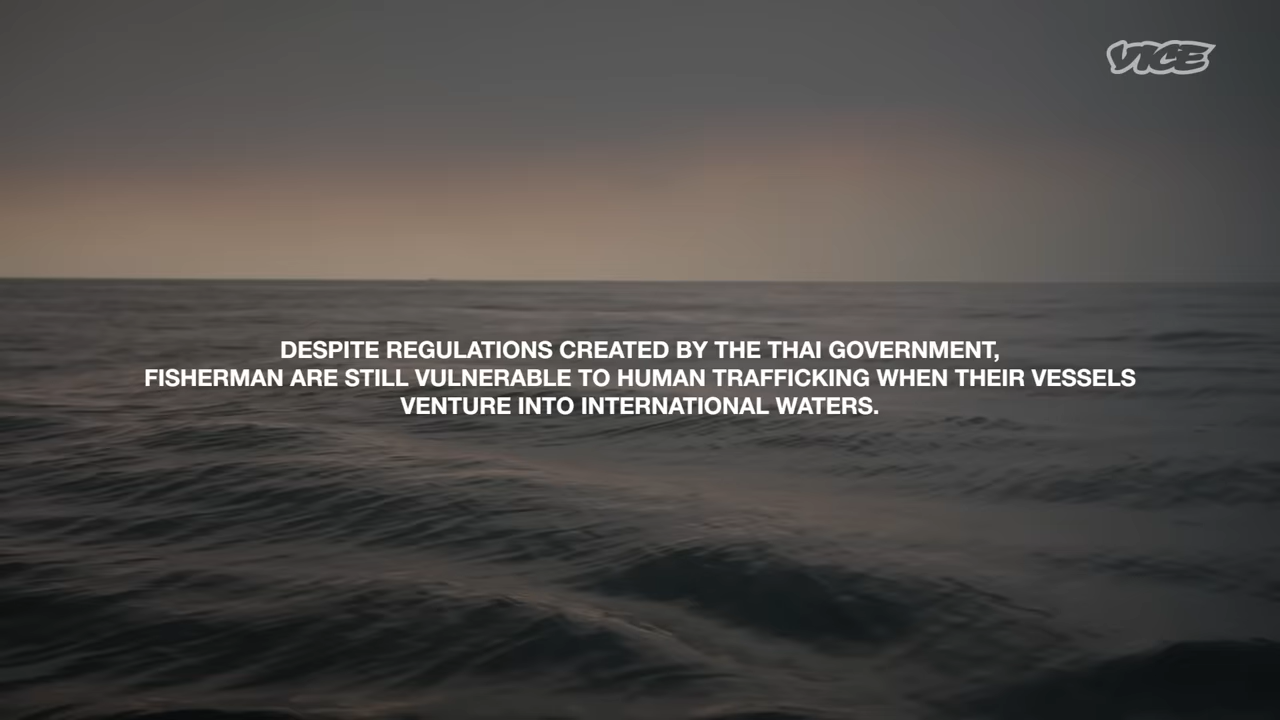 VICE
DESPITE REGULATIONS CREATED BY THE THAI GOVERNMENT,
FISHERMAN ARE STILL VULNERABLE TO HUMAN TRAFFICKING WHEN THEIR VESSELS
VENTURE INTO INTERNATIONAL WATERS.